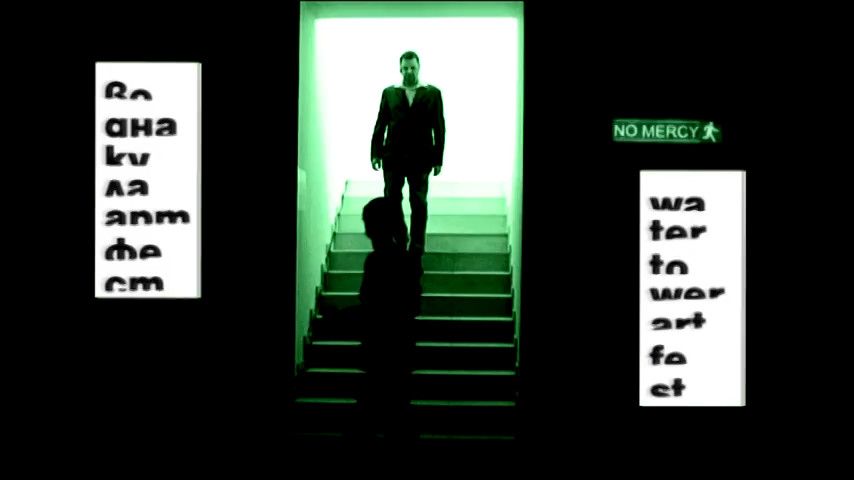 Во
дна
ку
ла
арт
фе
ст
NO MERCY
wa
ter
to
wer
art
fe
st